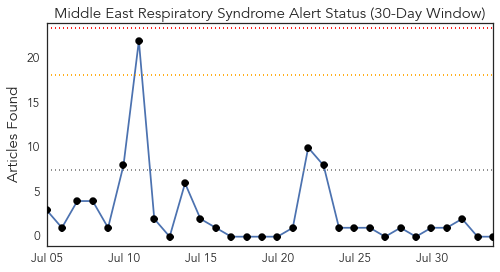 Middle East Respiratory Syndrome Alert Status (30-Day Window)
Articles Found
20
15
10
5
0
Jul 05 Jul 10 Jul 15 Jul 20 Jul 25 Jul 30